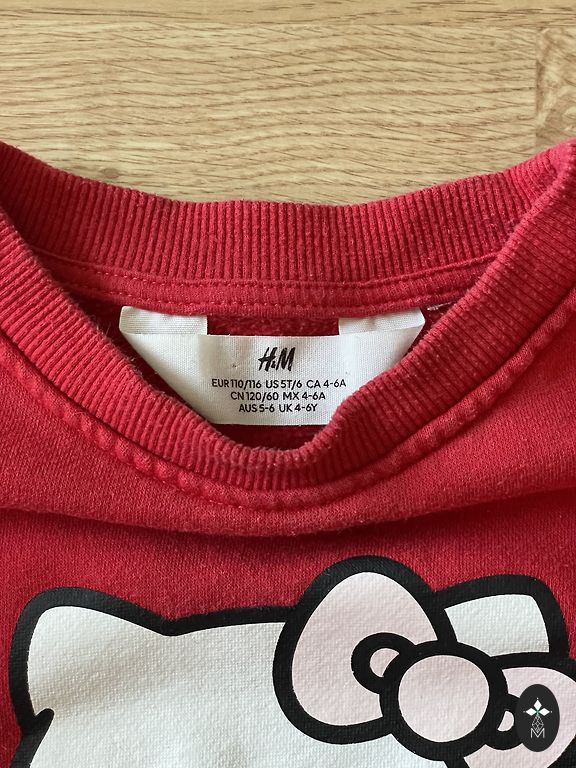 H&M
EUR 110/116 US 5T/6 CA 4-6A
CN 120/60 MX 4-6A
AUS 5-6 UK 4-6Y